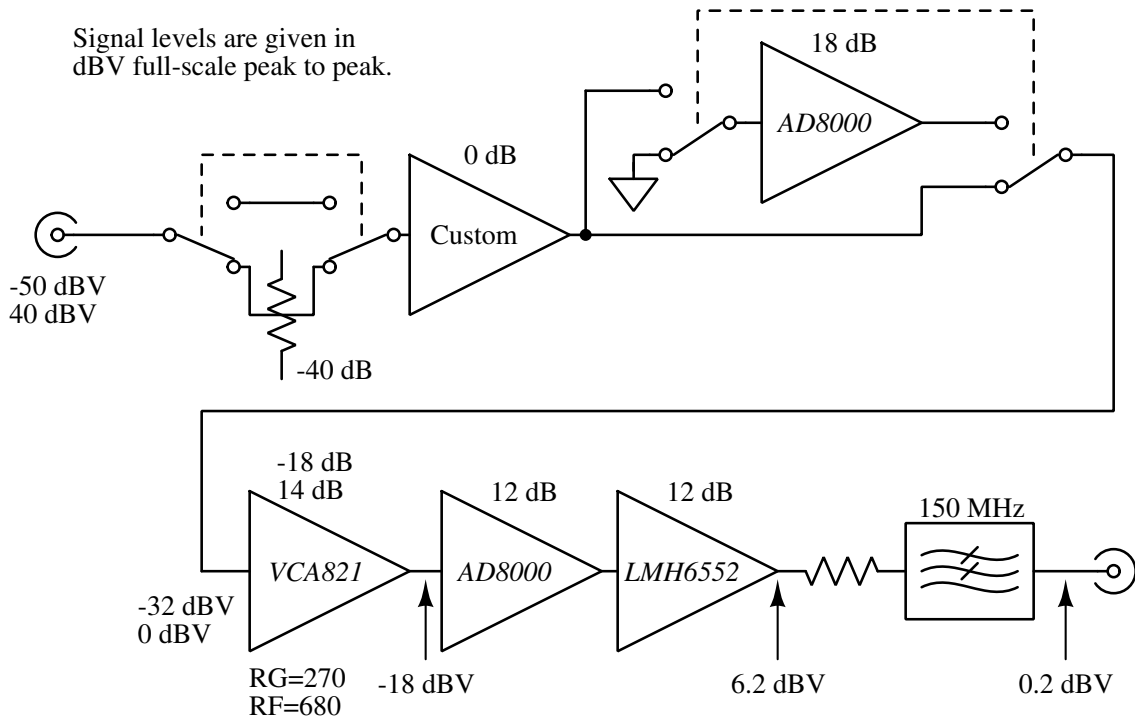 Signal levels are given in
dBV full-scale peak to peak.
18 dB
AD8000
0 dB
Custom
-50 dBV
40 dBV
-40 dB
-18 dB
14 dB
12 dB
12 dB
150 MHz
VCA821
AD8000
LMH6552
-32 dBV
0 dBV
RG=270
RF=680
-18 dBV
6.2 dBV
0.2 dBV